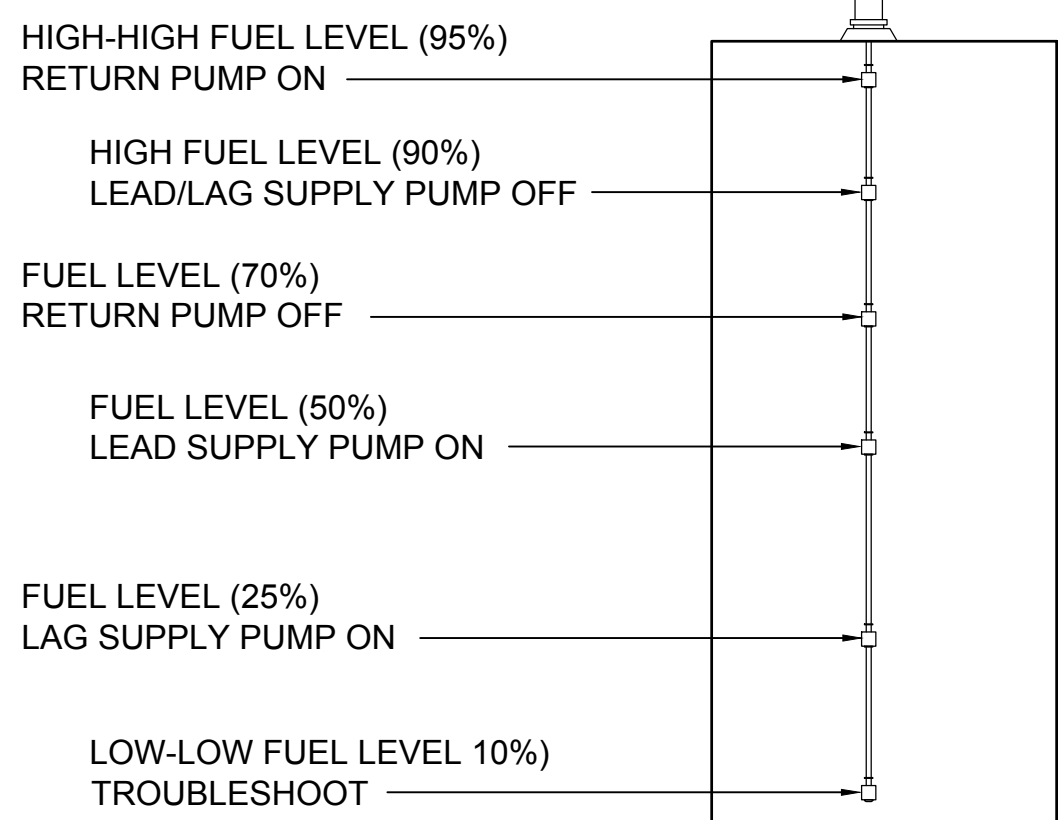 HIGH-HIGH FUEL LEVEL (95%)
RETURN PUMP ON
HIGH FUEL LEVEL (90%)
LEAD/LAG SUPPLY PUMP OFF
FUEL LEVEL (70%)
RETURN PUMP OFF
FUEL LEVEL (50%)
LEAD SUPPLY PUMP ON
FUEL LEVEL (25%)
LAG SUPPLY PUMP ON
LOW-LOW FUEL LEVEL 10%)
TROUBLESHOOT